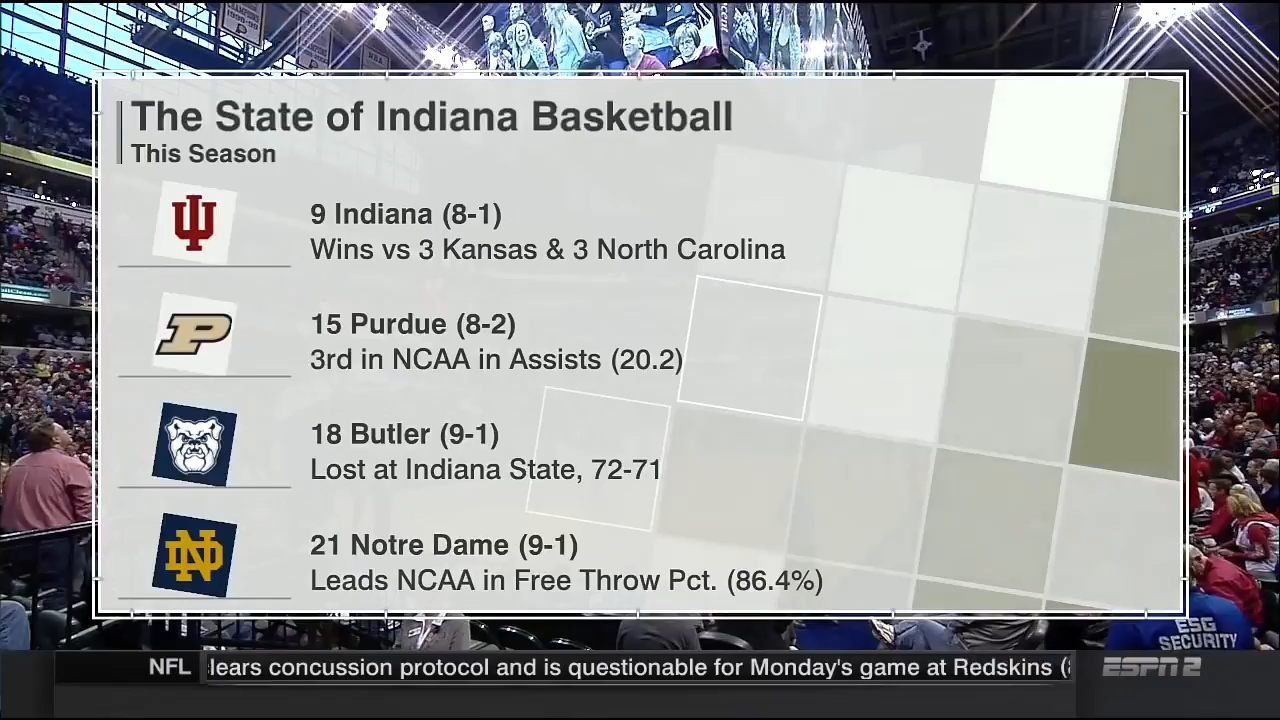 The State of Indiana Basketball
This Season
9 Indiana (8-1)
Wins vs 3 Kansas & 3 North Carolina
15 Purdue (8-2)
3rd in NCAA in Assists (20.2)
18 Butler (9-1)
Lost at Indiana State, 72-71
21 Notre Dame (9-1)
Leads NCAA in Free Throw Pct. (86.4%)
ESG
SECURITY
NFL lears concussion protocol and is questionable for Monday's game at Redskins (
ESPN2